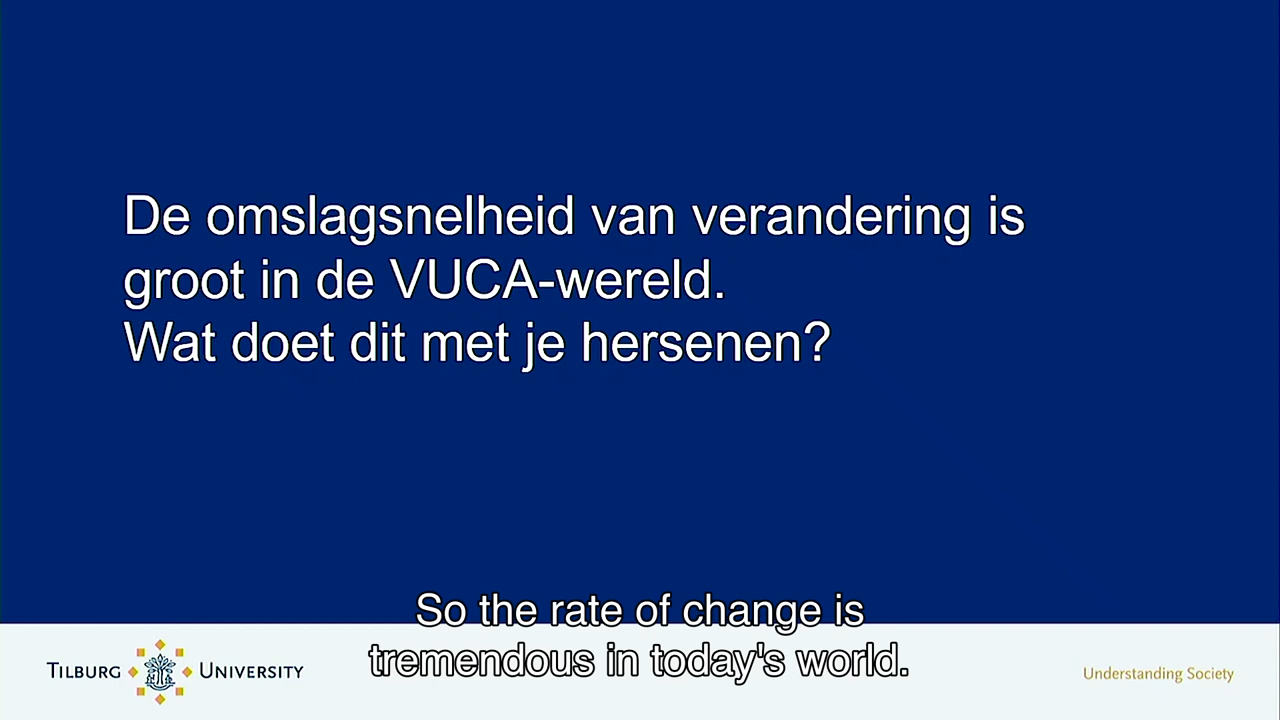 De omslagsnelheid van verandering is
groot in de VUCA-wereld.
Wat doet dit met je hersenen?
So the rate of change is
tremendous in today's world.
TILBURG UNIVERSITY
Understanding Society